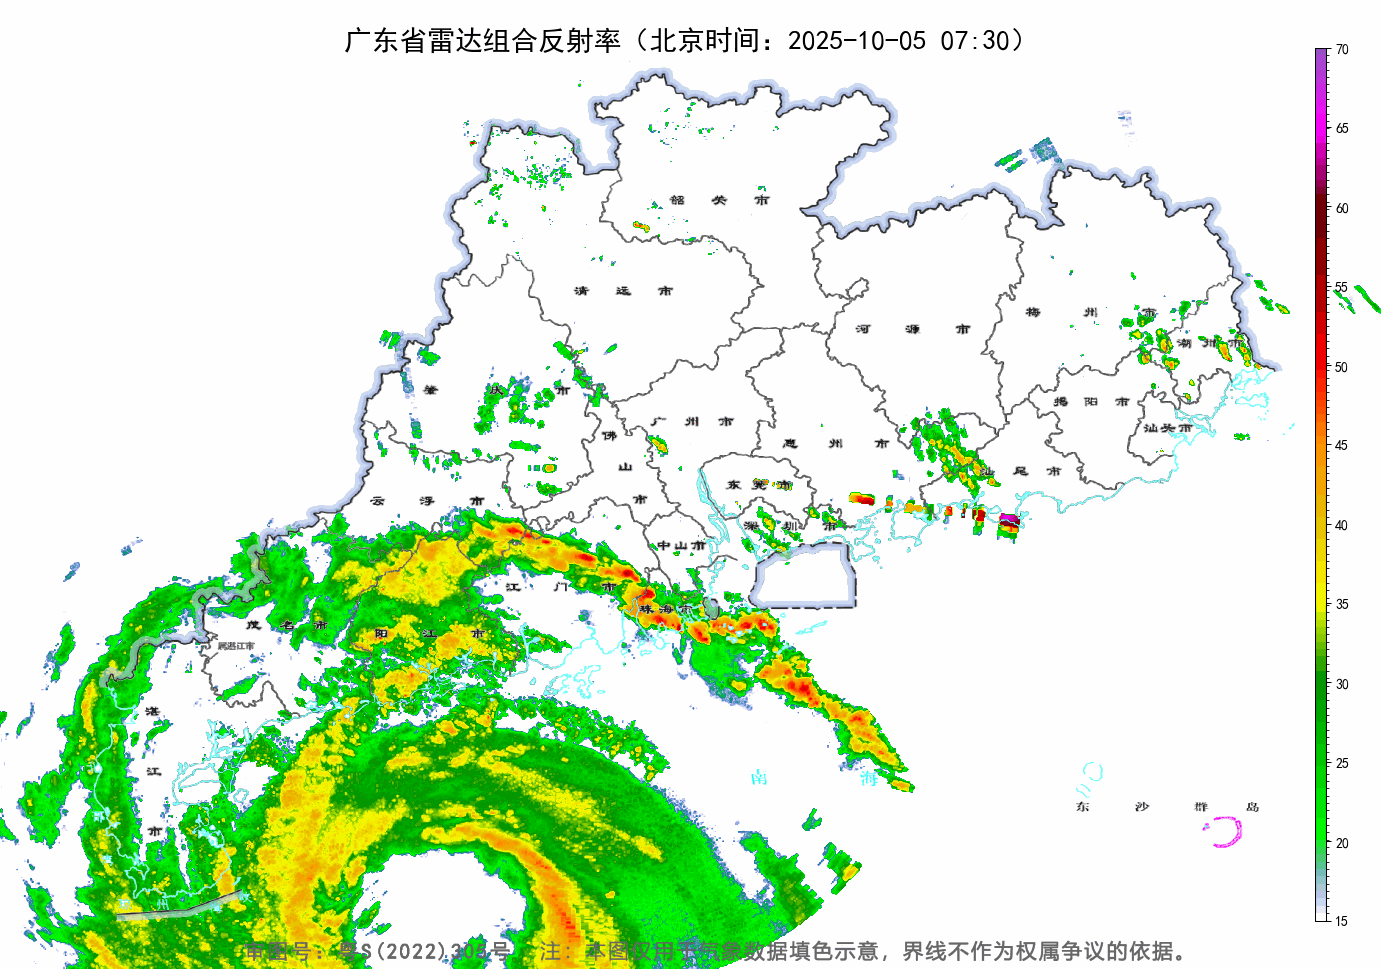 广东省雷达组合反射率（北京时间：2025-10-05 07:30）
70
65
60
55
50
45
40
35
30
25
20
15
韶关市
清远市
河源市
梅州市
潮州市
肇庆市
揭阳市
广州市
汕头市
佛山市
惠州市
汕尾市
东莞市
云浮市
深圳市
中山市
江门市
珠海市
茂名市
阳江市
属湛江市
湛江市
南海
东沙群岛
州
审图号：粤S(2022)305号 注：本图仅用于气象数据填色示意，界线不作为权属争议的依据。